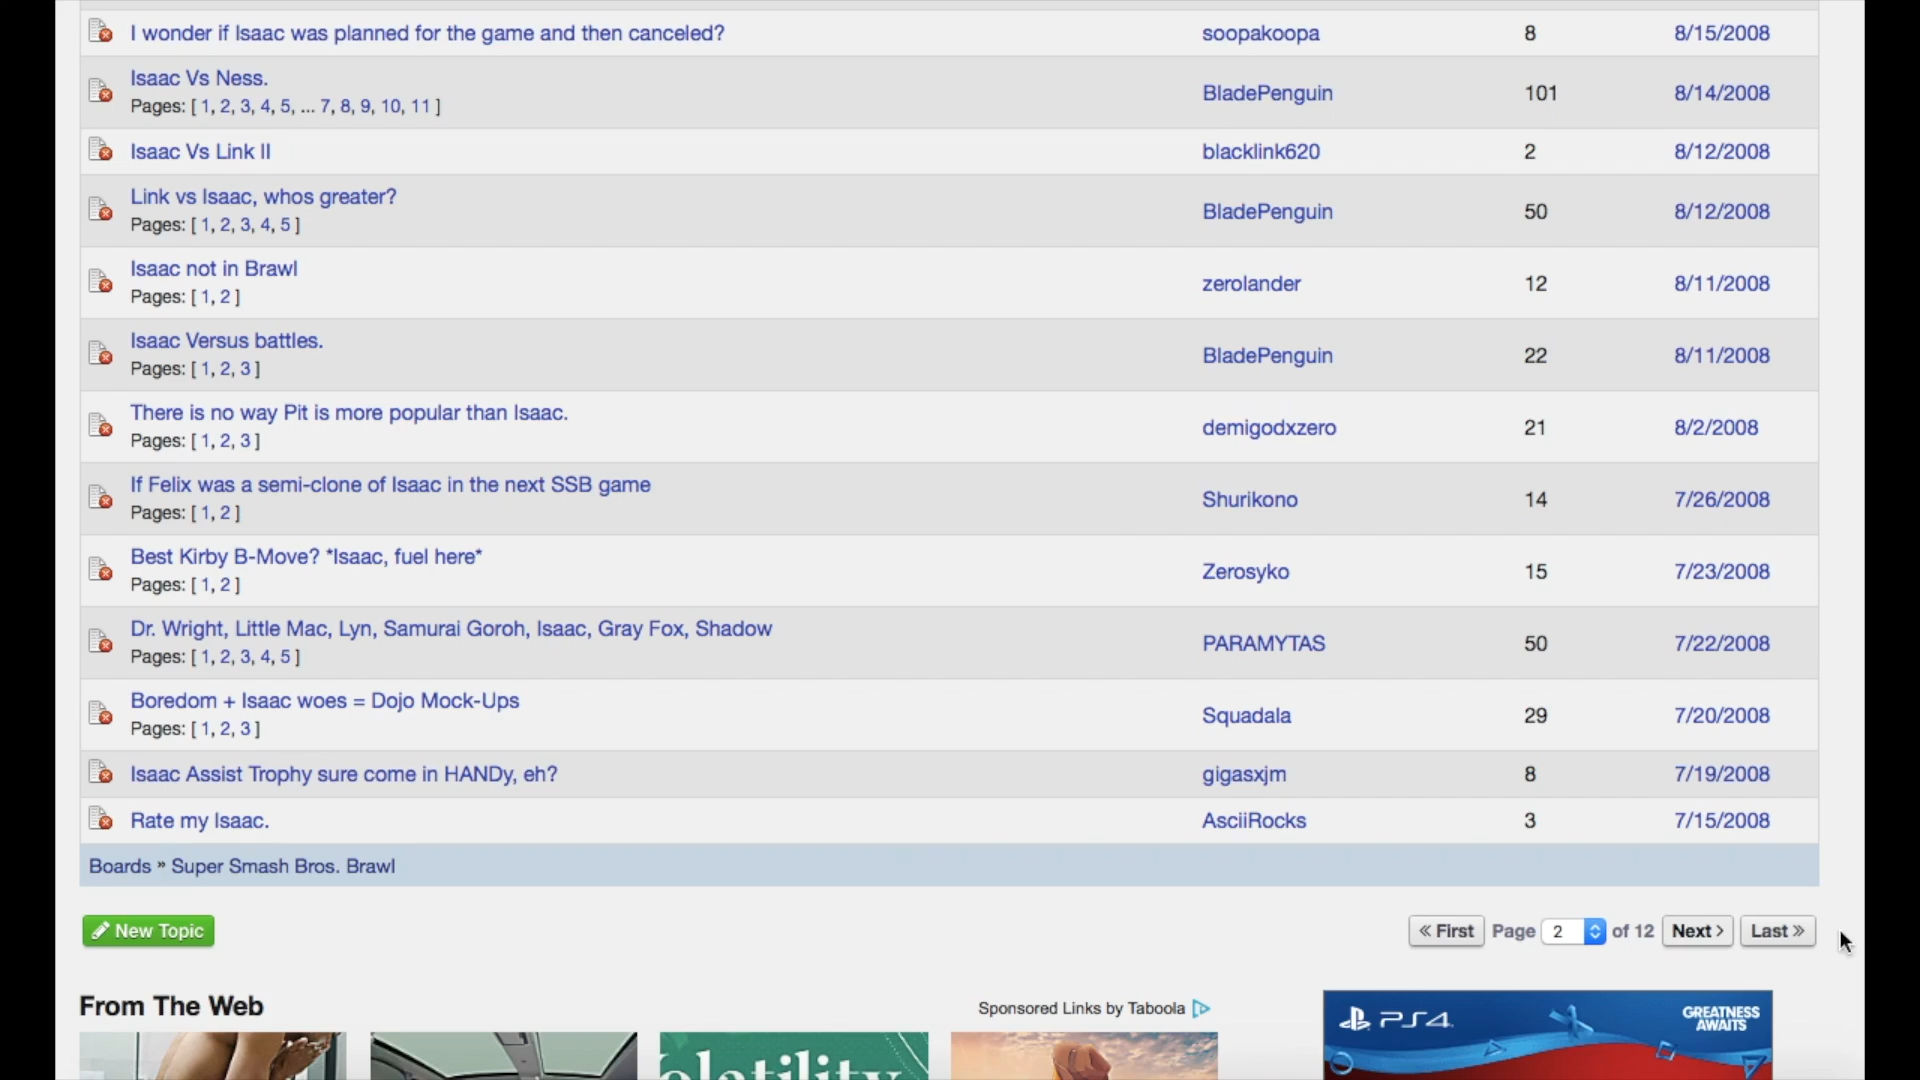 I wonder if Isaac was planned for the game and then canceled? soopakoopa 8 8/15/2008
Isaac Vs Ness.
Pages: [ 1, 2, 3, 4, 5, ... 7, 8, 9, 10, 11 ] BladePenguin 101 8/14/2008
Isaac Vs Link II blacklink620 2 8/12/2008
Link vs Isaac, whos greater?
Pages: [ 1, 2, 3, 4, 5 ] BladePenguin 50 8/12/2008
Isaac not in Brawl
Pages: [ 1, 2 ] zerolander 12 8/11/2008
Isaac Versus battles.
Pages: [ 1, 2, 3 ] BladePenguin 22 8/11/2008
There is no way Pit is more popular than Isaac.
Pages: [ 1, 2, 3 ] demigodxzero 21 8/2/2008
If Felix was a semi-clone of Isaac in the next SSB game
Pages: [ 1, 2 ] Shurikono 14 7/26/2008
Best Kirby B-Move? *Isaac, fuel here*
Pages: [ 1, 2 ] Zerosyko 15 7/23/2008
Dr. Wright, Little Mac, Lyn, Samurai Goroh, Isaac, Gray Fox, Shadow
Pages: [ 1, 2, 3, 4, 5 ] PARAMYTAS 50 7/22/2008
Boredom + Isaac woes = Dojo Mock-Ups
Pages: [ 1, 2, 3 ] Squadala 29 7/20/2008
Isaac Assist Trophy sure come in HANDy, eh? gigasxjm 8 7/19/2008
Rate my Isaac. AsciiRocks 3 7/15/2008
Boards » Super Smash Bros. Brawl
New Topic « First Page 2 of 12 Next > Last »
From The Web Sponsored Links by Taboola
PS4 GREATNESS
AWAITS
olatility